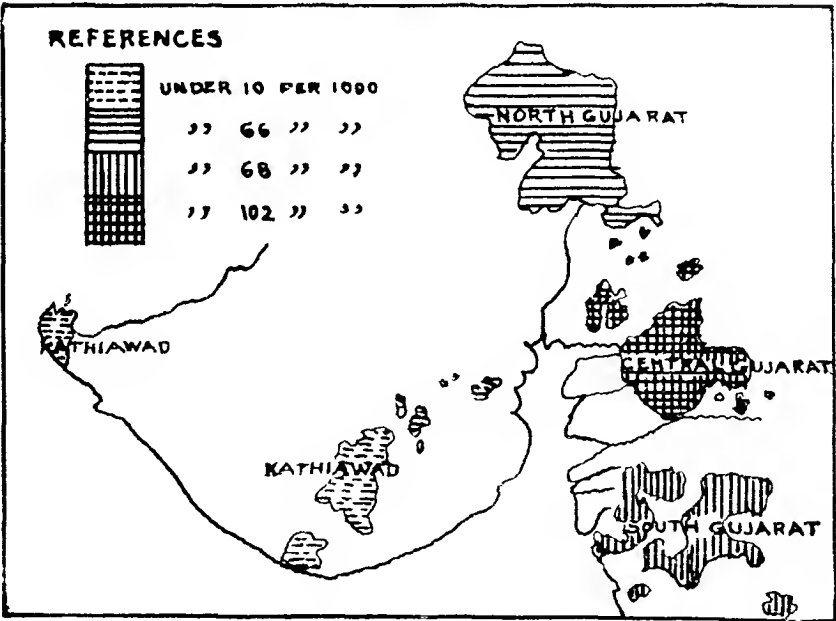 REFERENCES
UNDER 10 PER 1000
,, 66 ,, ,,
,, 68 ,, ,,
,, 102 ,, ,,
NORTH GUJARAT
KATHIAWAD
CENTRAL GUJARAT
KATHIAWAD
SOUTH GUJARAT